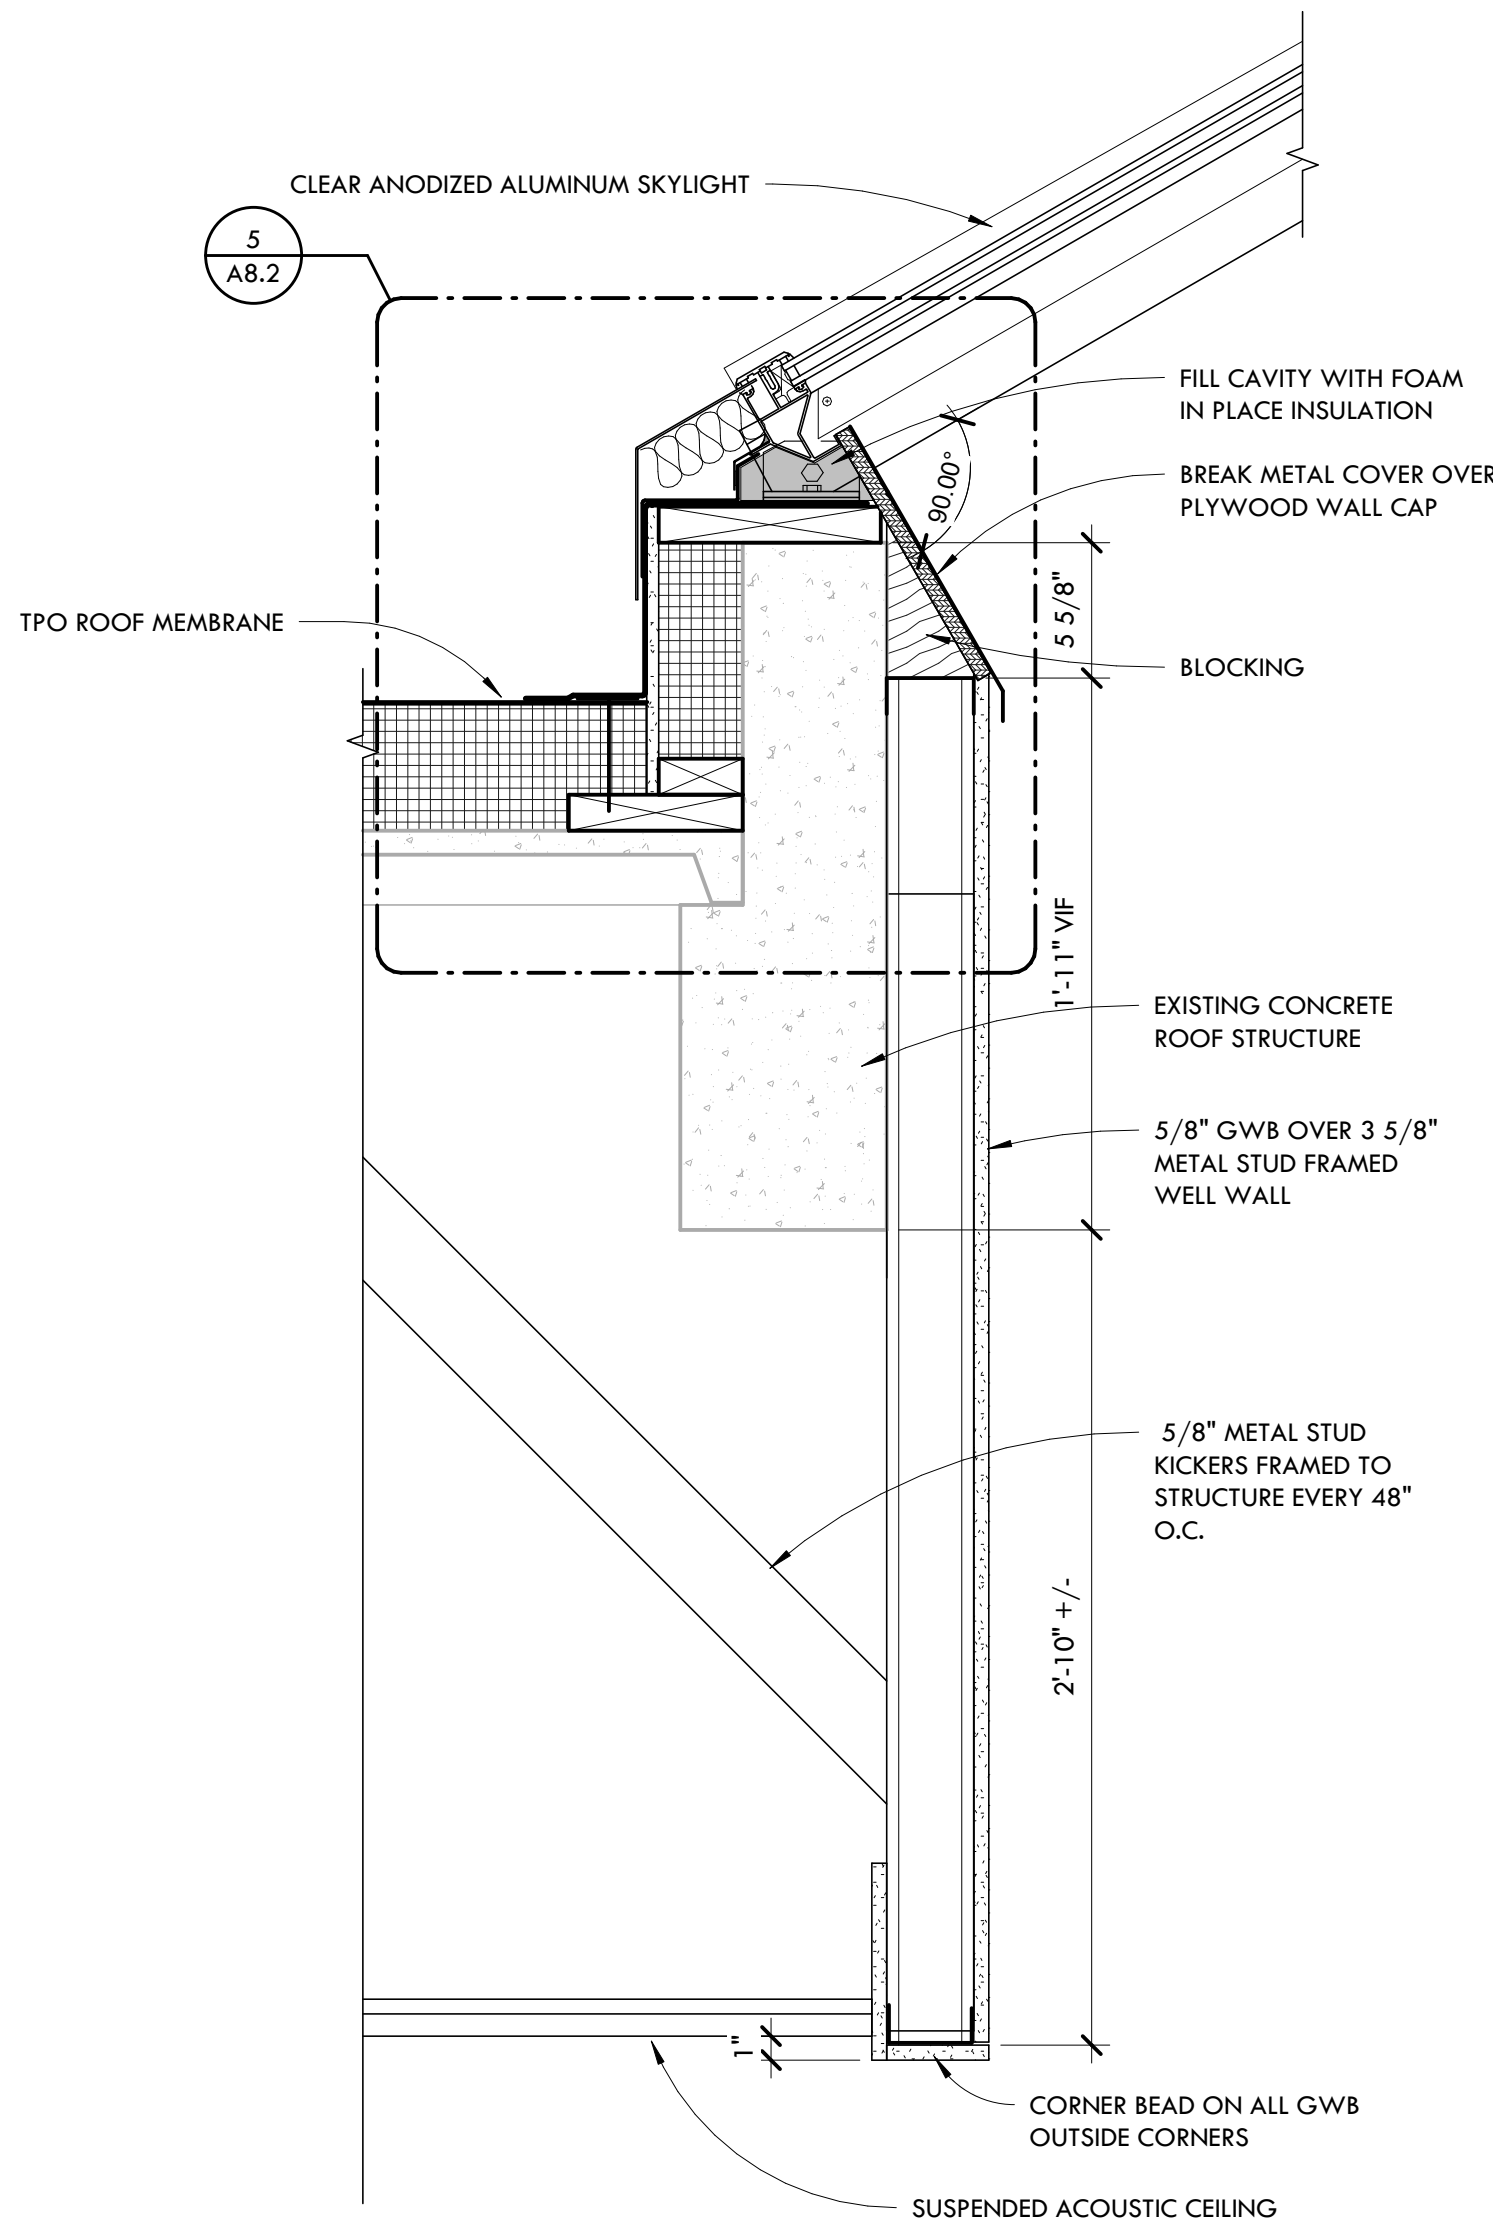 CLEAR ANODIZED ALUMINUM SKYLIGHT
5
A8.2
FILL CAVITY WITH FOAM
IN PLACE INSULATION
90.00°
BREAK METAL COVER OVER
PLYWOOD WALL CAP
5 5/8"
TPO ROOF MEMBRANE
BLOCKING
1'-11" VIF
EXISTING CONCRETE
ROOF STRUCTURE
5/8" GWB OVER 3 5/8"
METAL STUD FRAMED
WELL WALL
5/8" METAL STUD
KICKERS FRAMED TO
STRUCTURE EVERY 48"
O.C.
2'-10" +/-
1"
CORNER BEAD ON ALL GWB
OUTSIDE CORNERS
SUSPENDED ACOUSTIC CEILING